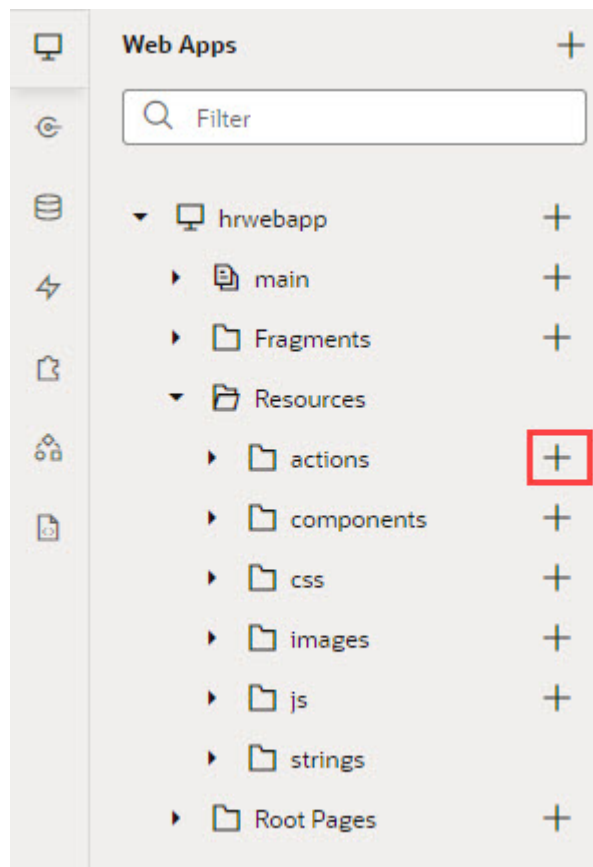 Web Apps
Filter
hrwebapp
main
Fragments
Resources
actions
components
css
images
js
strings
Root Pages